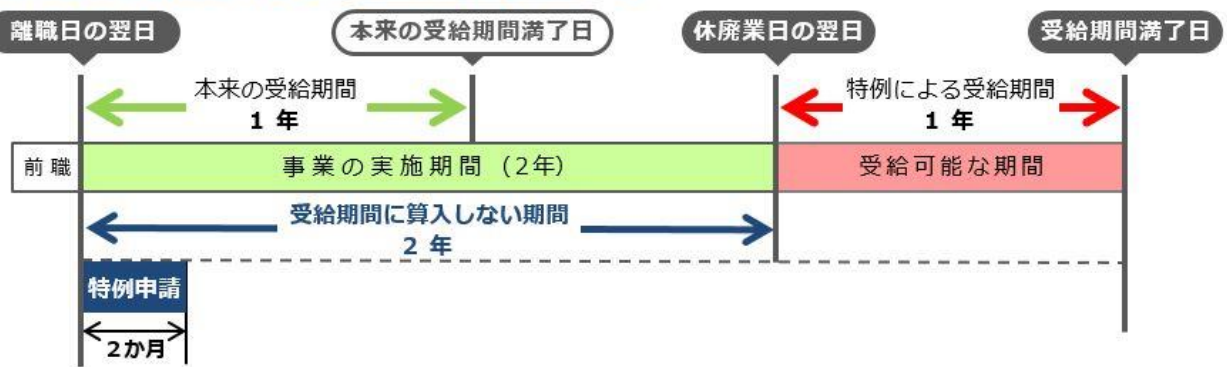 離職日の翌日
本来の受給期間満了日
休廃業日の翌日
受給期間満了日
本来の受給期間
1 年
特例による受給期間
1 年
前職
事業の実施期間（2年）
受給可能な期間
受給期間に算入しない期間
2 年
特例申請
2か月